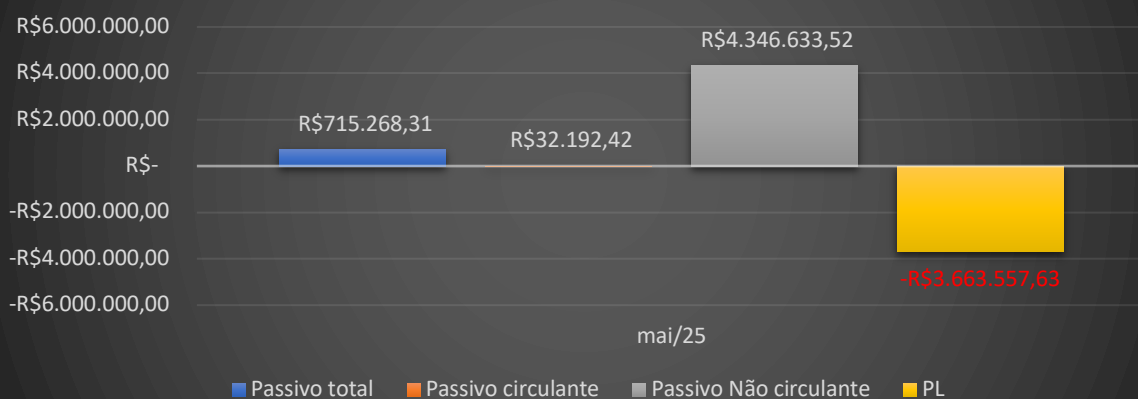 R$6.000.000,00
R$4.000.000,00
R$2.000.000,00
R$-
-R$2.000.000,00
-R$4.000.000,00
-R$6.000.000,00
R$715.268,31
R$32.192,42
R$4.346.633,52
-R$3.663.557,63
mai/25
Passivo total Passivo circulante Passivo Não circulante PL